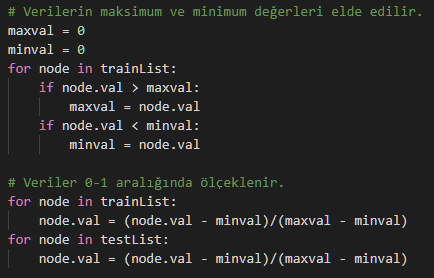 # Verilerin maksimum ve minimum değerleri elde edilir.
maxval = 0
minval = 0
for node in trainList:
    if node.val > maxval:
        maxval = node.val
    if node.val < minval:
        minval = node.val

# Veriler 0-1 aralığında ölçeklenir.
for node in trainList:
    node.val = (node.val - minval)/(maxval - minval)
for node in testList:
    node.val = (node.val - minval)/(maxval - minval)